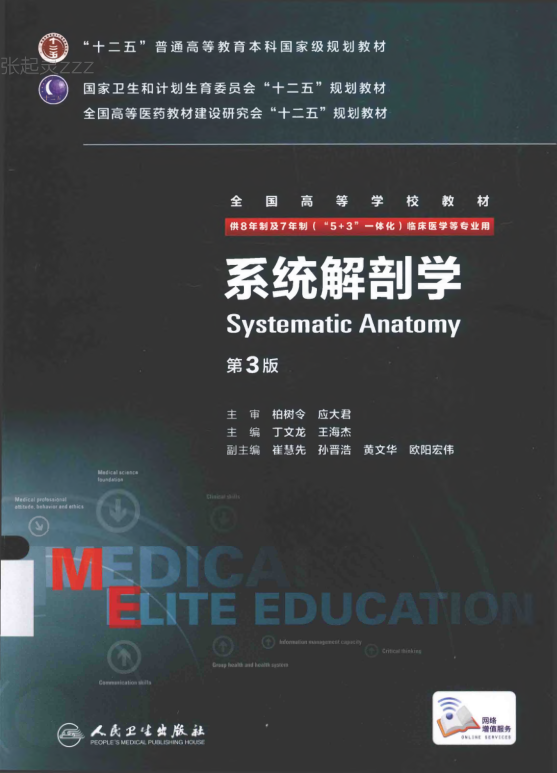 "十二五"普通高等教育本科国家级规划教材
张起灵zzz
国家卫生和计划生育委员会"十二五"规划教材
全国高等医药教材建设研究会"十二五"规划教材
全国高等学校教材
供8年制及7年制("5+3"一体化)临床医学等专业用
系统解剖学
Systematic Anatomy
第3版
主 审 柏树令 应大君
主 编 丁文龙 王海杰
副主编 崔慧先 孙晋浩 黄文华 欧阳宏伟
Medical science
foundation
Medical professional
attitude, behavior and ethics
Clinical skills
MEDICAL
ELITE EDUCATION
Information management capacity
Critical thinking
Group health and health system
Communication skills
人民卫生出版社
PEOPLE'S MEDICAL PUBLISHING HOUSE
网络
增值服务
ONLINE SERVICES